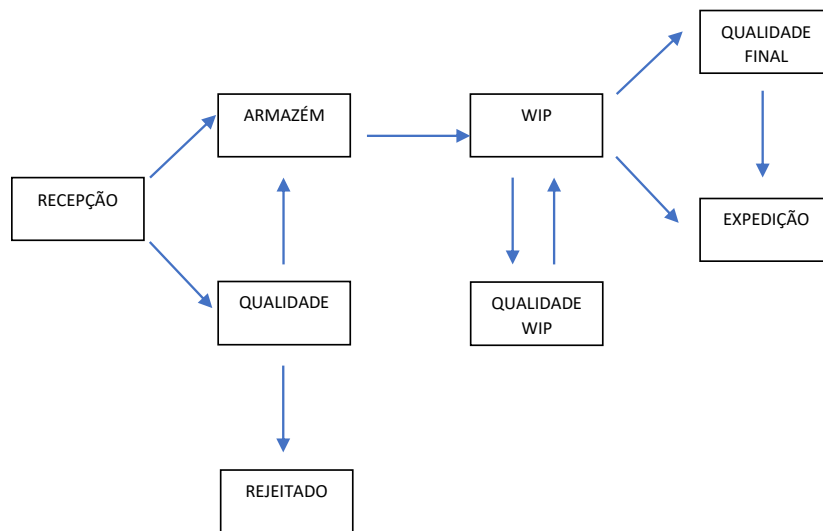 QUALIDADE
FINAL
ARMAZÉM
WIP
RECEPÇÃO
EXPEDIÇÃO
QUALIDADE
QUALIDADE
WIP
REJEITADO